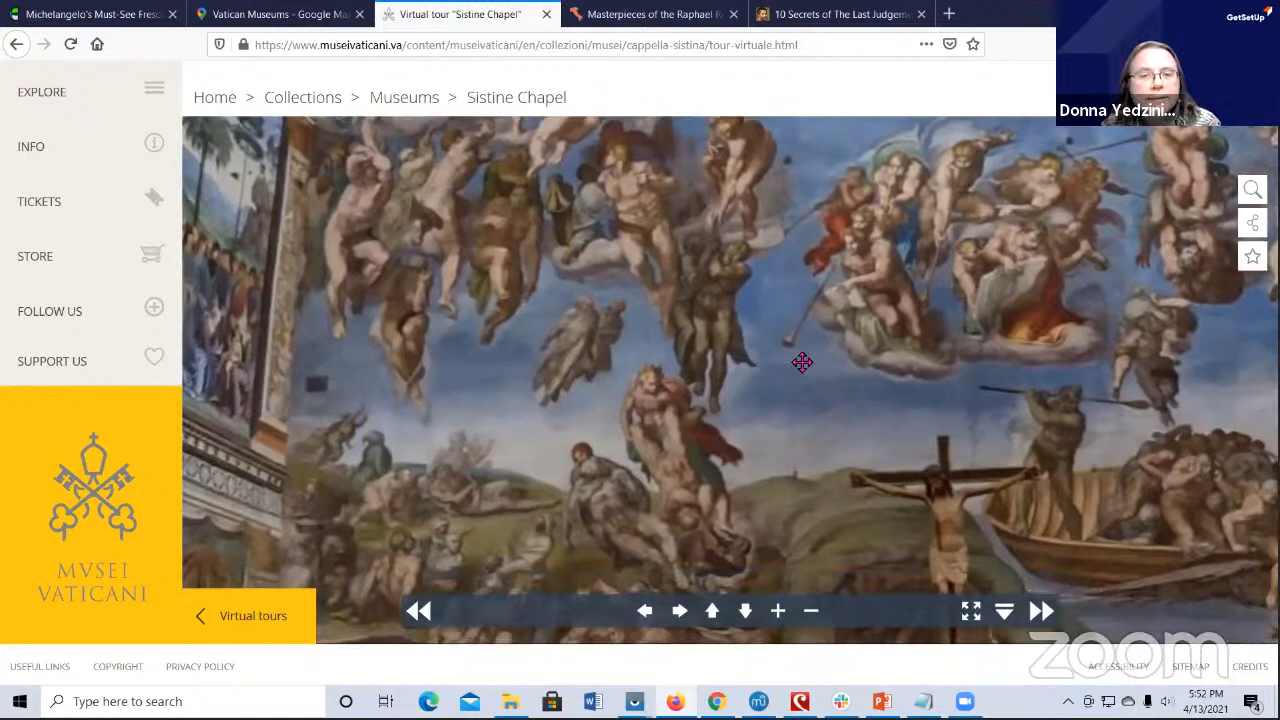 Michelangelo's Must-See Fresc
Vatican Museums - Google Ma
Virtual tour "Sistine Chapel"
Masterpieces of the Raphael R
10 Secrets of The Last Judgeme
GetSetUp
https://www.museivaticani.va/content/museivaticani/en/collezioni/musei/cappella-sistina/tour-virtuale.html
Donna Yedzini...
EXPLORE
Home > Collections > Museums > Sistine Chapel
INFO
TICKETS
STORE
FOLLOW US
SUPPORT US
MVSEI
VATICANI
Virtual tours
zoom
USEFUL LINKS COPYRIGHT PRIVACY POLICY ACCESSIBILITY SITEMAP CREDITS
Type here to search
5:52 PM
4/13/2021
4